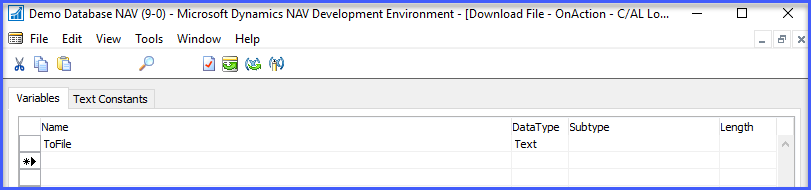 Demo Database NAV (9-0) - Microsoft Dynamics NAV Development Environment - [Download File - OnAction - C/AL Lo...
File Edit View Tools Window Help
Variables Text Constants
Name DataType Subtype Length
ToFile Text